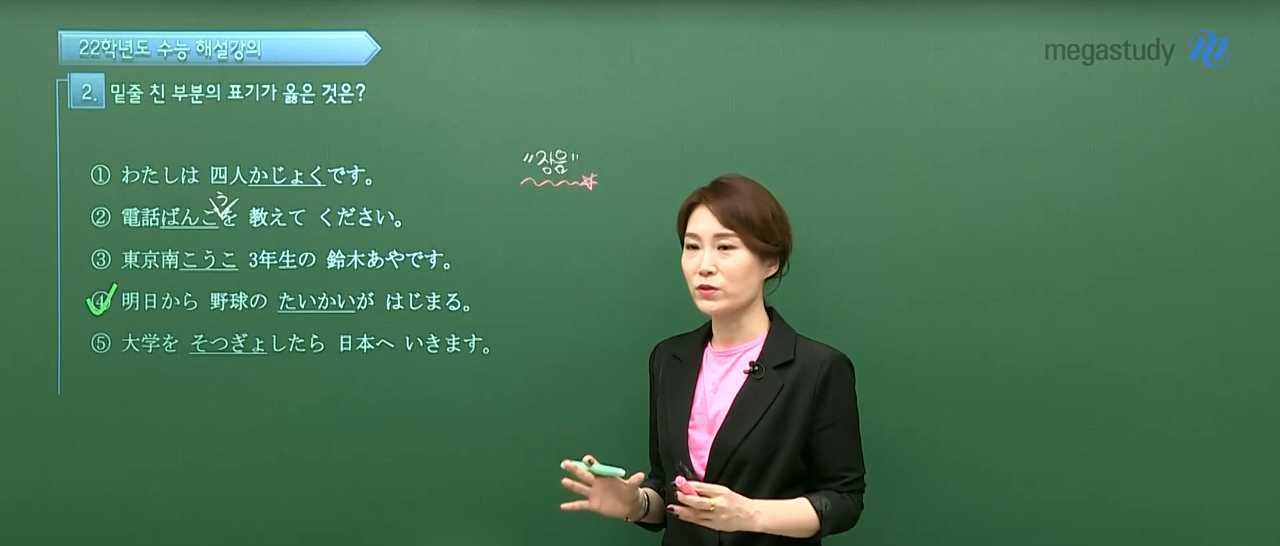 22학년도 수능 해설강의
megastudy
2. 밑줄 친 부분의 표기가 옳은 것은?
"장음"
① わたしは 四人かじょくです。
う
② 電話ばんこを 教えて ください。
③ 東京南こうこ 3年生の 鈴木あやです。
④ 明日から 野球の たいかいが はじまる。
⑤ 大学を そつぎょしたら 日本へ いきます。